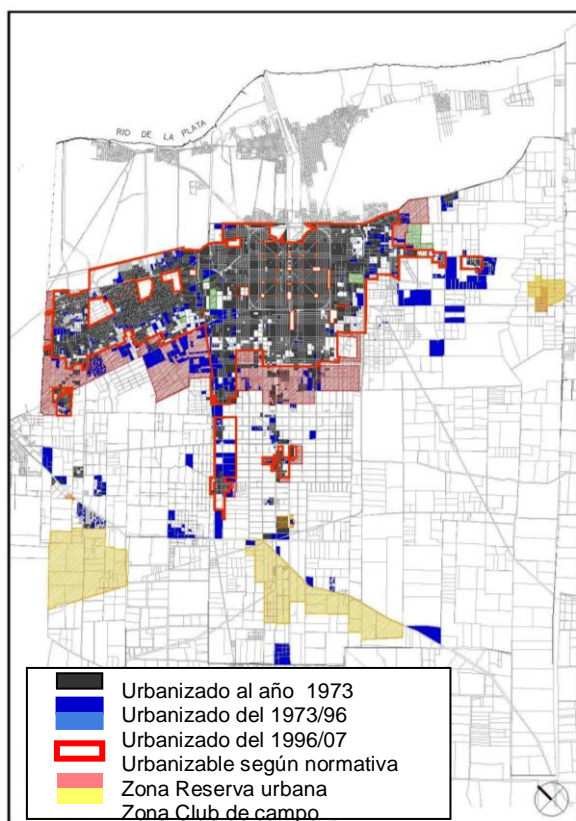 RIO DE LA PLATA
Urbanizado al año 1973
Urbanizado del 1973/96
Urbanizado del 1996/07
Urbanizable según normativa
Zona Reserva urbana
Zona Club de campo